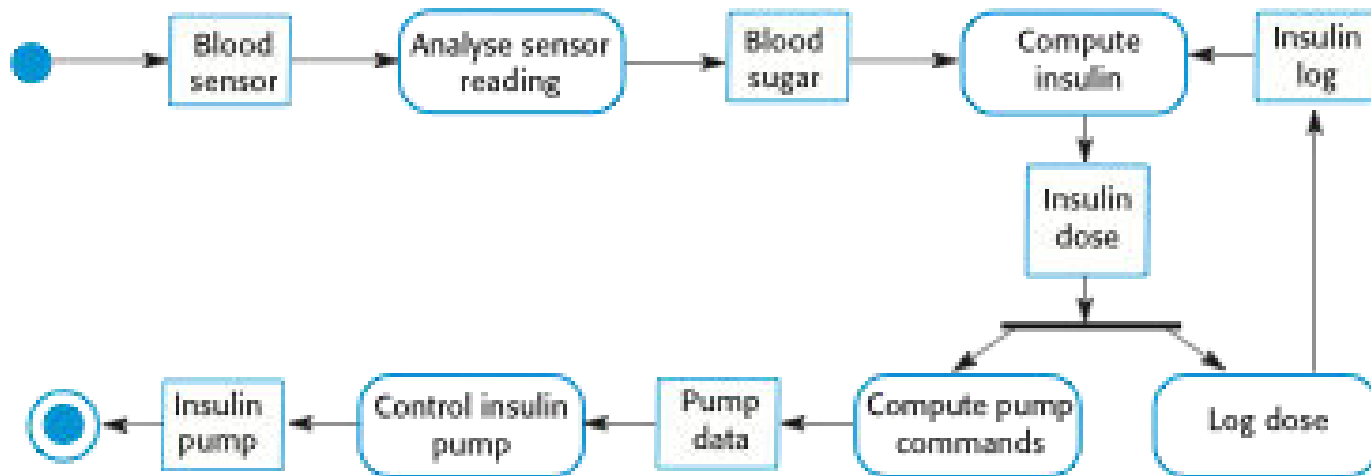 Blood
sensor
Analyse sensor
reading
Blood
sugar
Compute
insulin
Insulin
log
Insulin
dose
Insulin
pump
Control insulin
pump
Pump
data
Compute pump
commands
Log dose